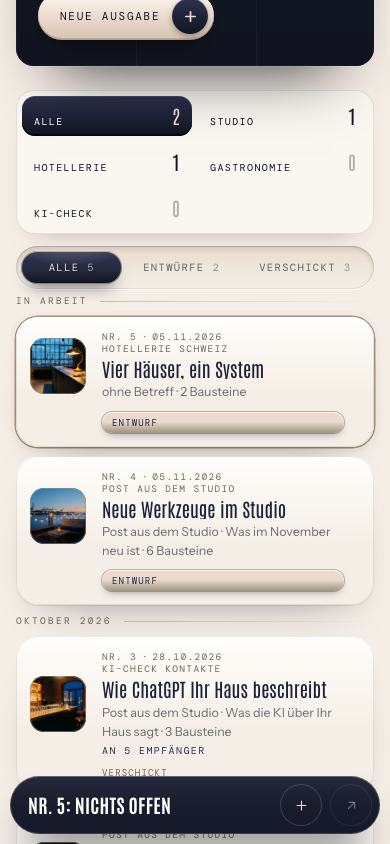 NEUE AUSGABE +
ALLE 2
STUDIO 1
HOTELLERIE 1
GASTRONOMIE 0
KI-CHECK 0
ALLE 5 ENTWÜRFE 2 VERSCHICKT 3
IN ARBEIT
NR. 5 · 05.11.2026
HOTELLERIE SCHWEIZ
Vier Häuser, ein System
ohne Betreff · 2 Bausteine
ENTWURF
NR. 4 · 05.11.2026
POST AUS DEM STUDIO
Neue Werkzeuge im Studio
Post aus dem Studio · Was im November
neu ist · 6 Bausteine
ENTWURF
OKTOBER 2026
NR. 3 · 28.10.2026
KI-CHECK KONTAKTE
Wie ChatGPT Ihr Haus beschreibt
Post aus dem Studio · Was die KI über Ihr
Haus sagt · 3 Bausteine
AN 5 EMPFÄNGER
VERSCHICKT
NR. 5: NICHTS OFFEN + ↗
POST AUS DEM STUDIO